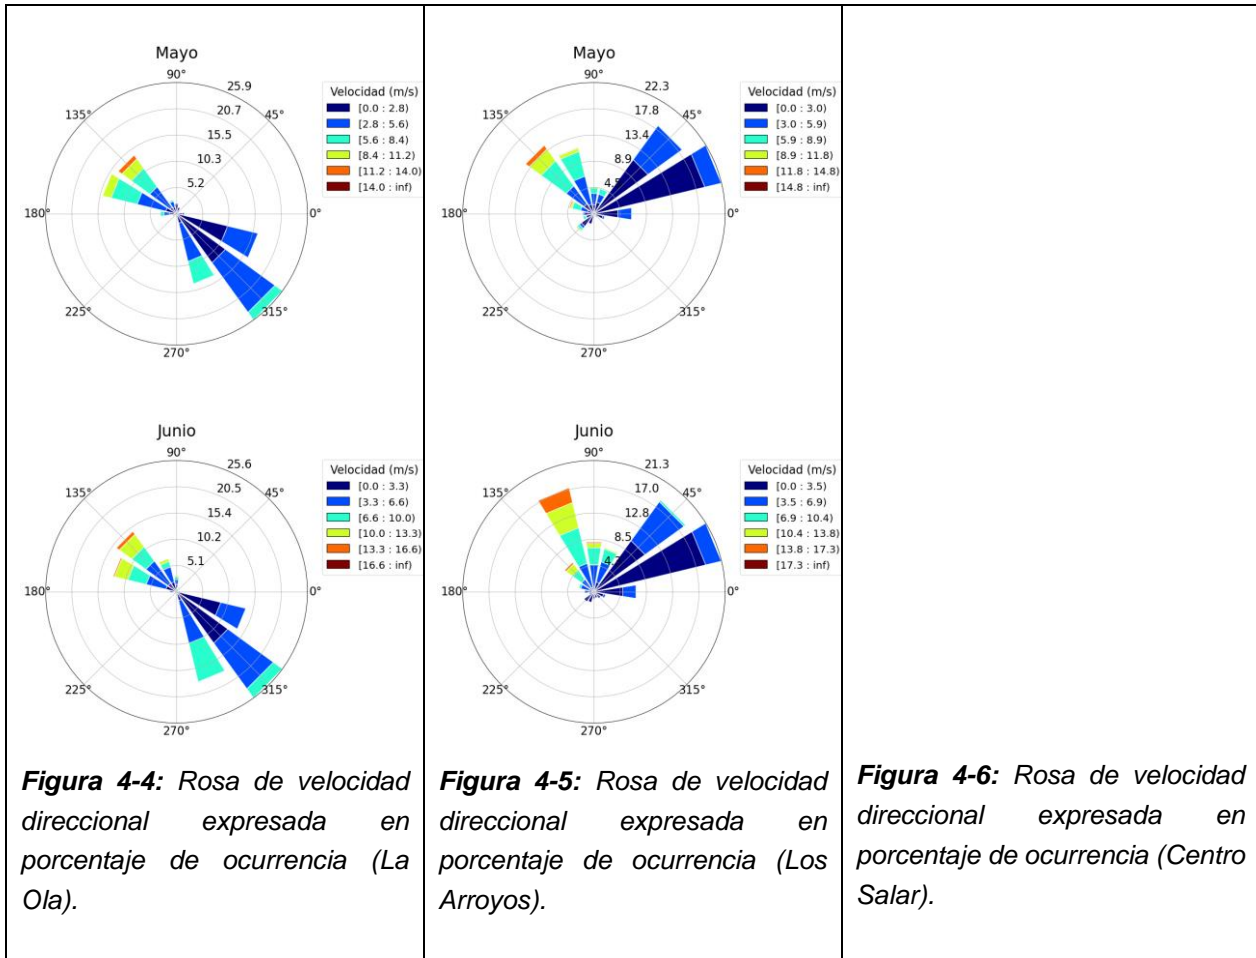 Mayo
90°
135°
45°
180°
0°
225°
315°
270°
25.9
20.7
15.5
10.3
5.2
Velocidad (m/s)
[0.0 : 2.8)
[2.8 : 5.6)
[5.6 : 8.4)
[8.4 : 11.2)
[11.2 : 14.0)
[14.0 : inf)
Junio
90°
135°
45°
180°
0°
225°
315°
270°
25.6
20.5
15.4
10.2
5.1
Velocidad (m/s)
[0.0 : 3.3)
[3.3 : 6.6)
[6.6 : 10.0)
[10.0 : 13.3)
[13.3 : 16.6)
[16.6 : inf)
Figura 4-4: Rosa de velocidad
direccional expresada en
porcentaje de ocurrencia (La
Ola).
Mayo
90°
135°
45°
180°
0°
225°
315°
270°
22.3
17.8
13.4
8.9
Velocidad (m/s)
[0.0 : 3.0)
[3.0 : 5.9)
[5.9 : 8.9)
[8.9 : 11.8)
[11.8 : 14.8)
[14.8 : inf)
Junio
90°
135°
45°
180°
0°
225°
315°
270°
21.3
17.0
12.8
8.5
Velocidad (m/s)
[0.0 : 3.5)
[3.5 : 6.9)
[6.9 : 10.4)
[10.4 : 13.8)
[13.8 : 17.3)
[17.3 : inf)
Figura 4-5: Rosa de velocidad
direccional expresada en
porcentaje de ocurrencia (Los
Arroyos).
Figura 4-6: Rosa de velocidad
direccional expresada en
porcentaje de ocurrencia (Centro
Salar).